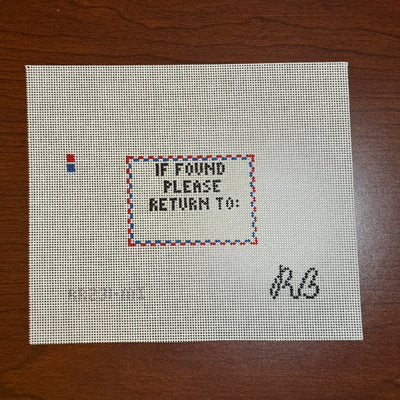 IF FOUND
PLEASE
RETURN TO:
RB